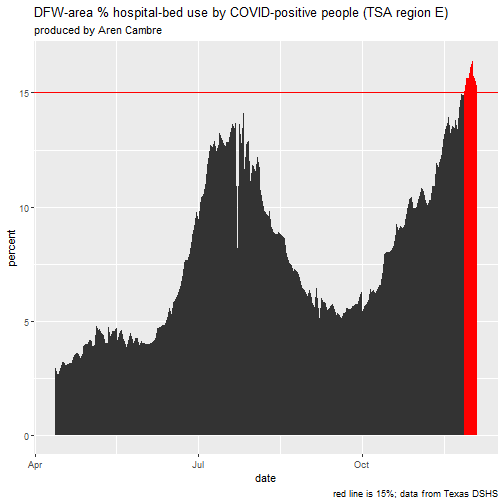 DFW-area % hospital-bed use by COVID-positive people (TSA region E)
produced by Aren Cambre
15
10
5
0
percent
Apr
Jul
Oct
date
red line is 15%; data from Texas DSHS